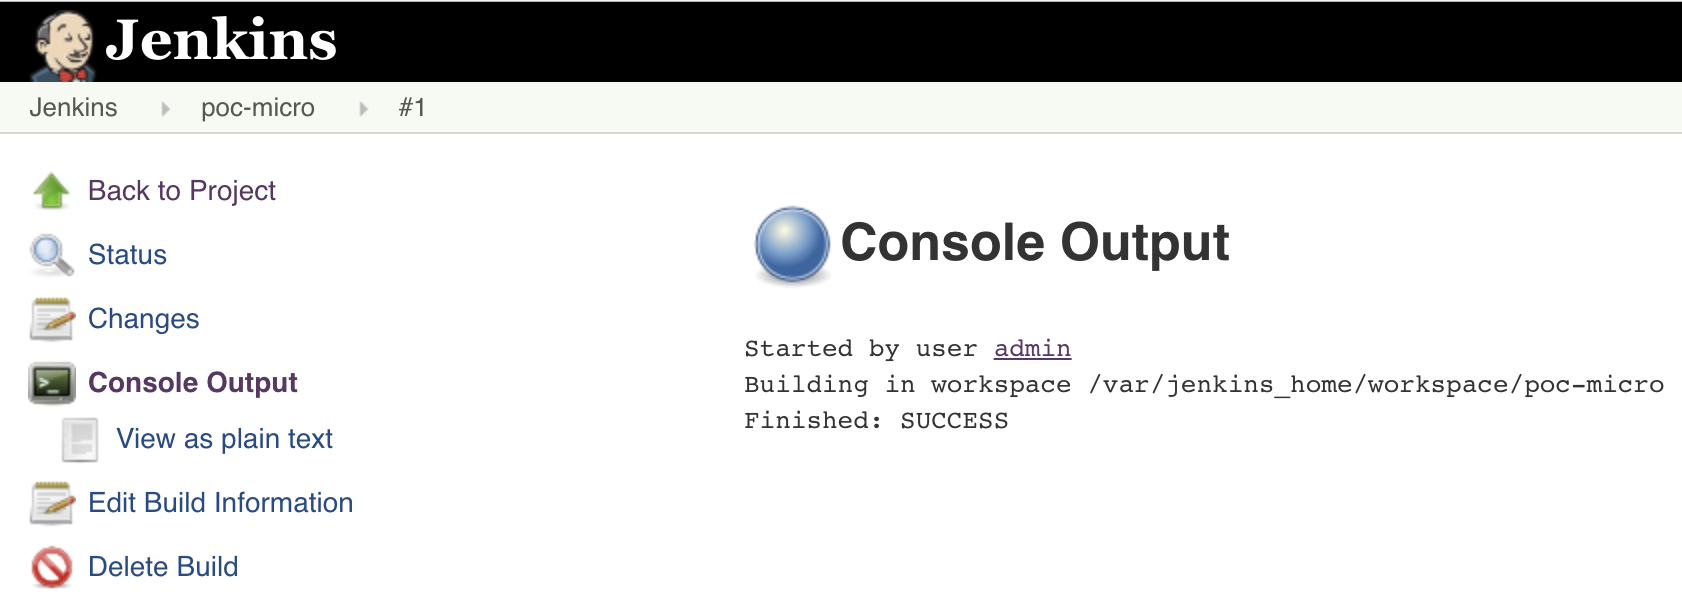 Jenkins
Jenkins poc-micro #1
Back to Project
Status
Changes
Console Output
View as plain text
Edit Build Information
Delete Build
Console Output
Started by user admin
Building in workspace /var/jenkins_home/workspace/poc-micro
Finished: SUCCESS